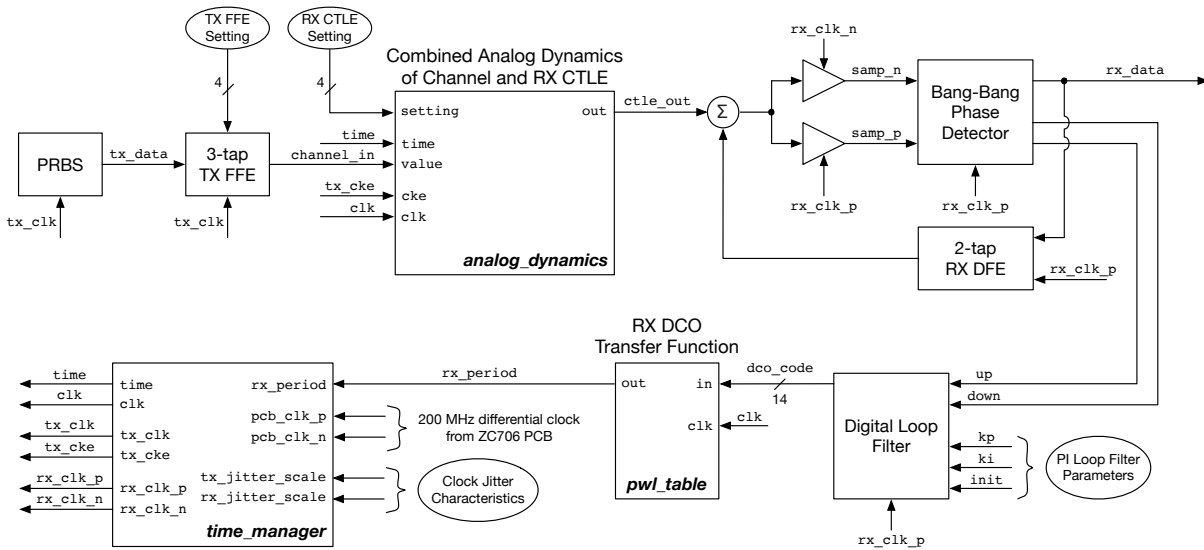 TX FFE
Setting
RX CTLE
Setting
4
4
Combined Analog Dynamics
of Channel and RX CTLE
setting
out
time
time
value
tx_cke
cke
clk
clk
analog_dynamics
PRBS
tx_data
3-tap
TX FFE
channel_in
tx_clk
tx_clk
ctle_out
Σ
rx_clk_n
samp_n
samp_p
rx_clk_p
Bang-Bang
Phase
Detector
rx_data
rx_clk_p
2-tap
RX DFE
rx_clk_p
time
clk
tx_clk
tx_cke
rx_clk_p
rx_clk_n
time
clk
tx_clk
tx_cke
rx_clk_p
rx_clk_n
rx_period
pcb_clk_p
pcb_clk_n
tx_jitter_scale
rx_jitter_scale
time_manager
rx_period
200 MHz differential clock
from ZC706 PCB
Clock Jitter
Characteristics
RX DCO
Transfer Function
out
in
clk
pwl_table
dco_code
14
clk
Digital Loop
Filter
up
down
kp
ki
init
PI Loop Filter
Parameters
rx_clk_p